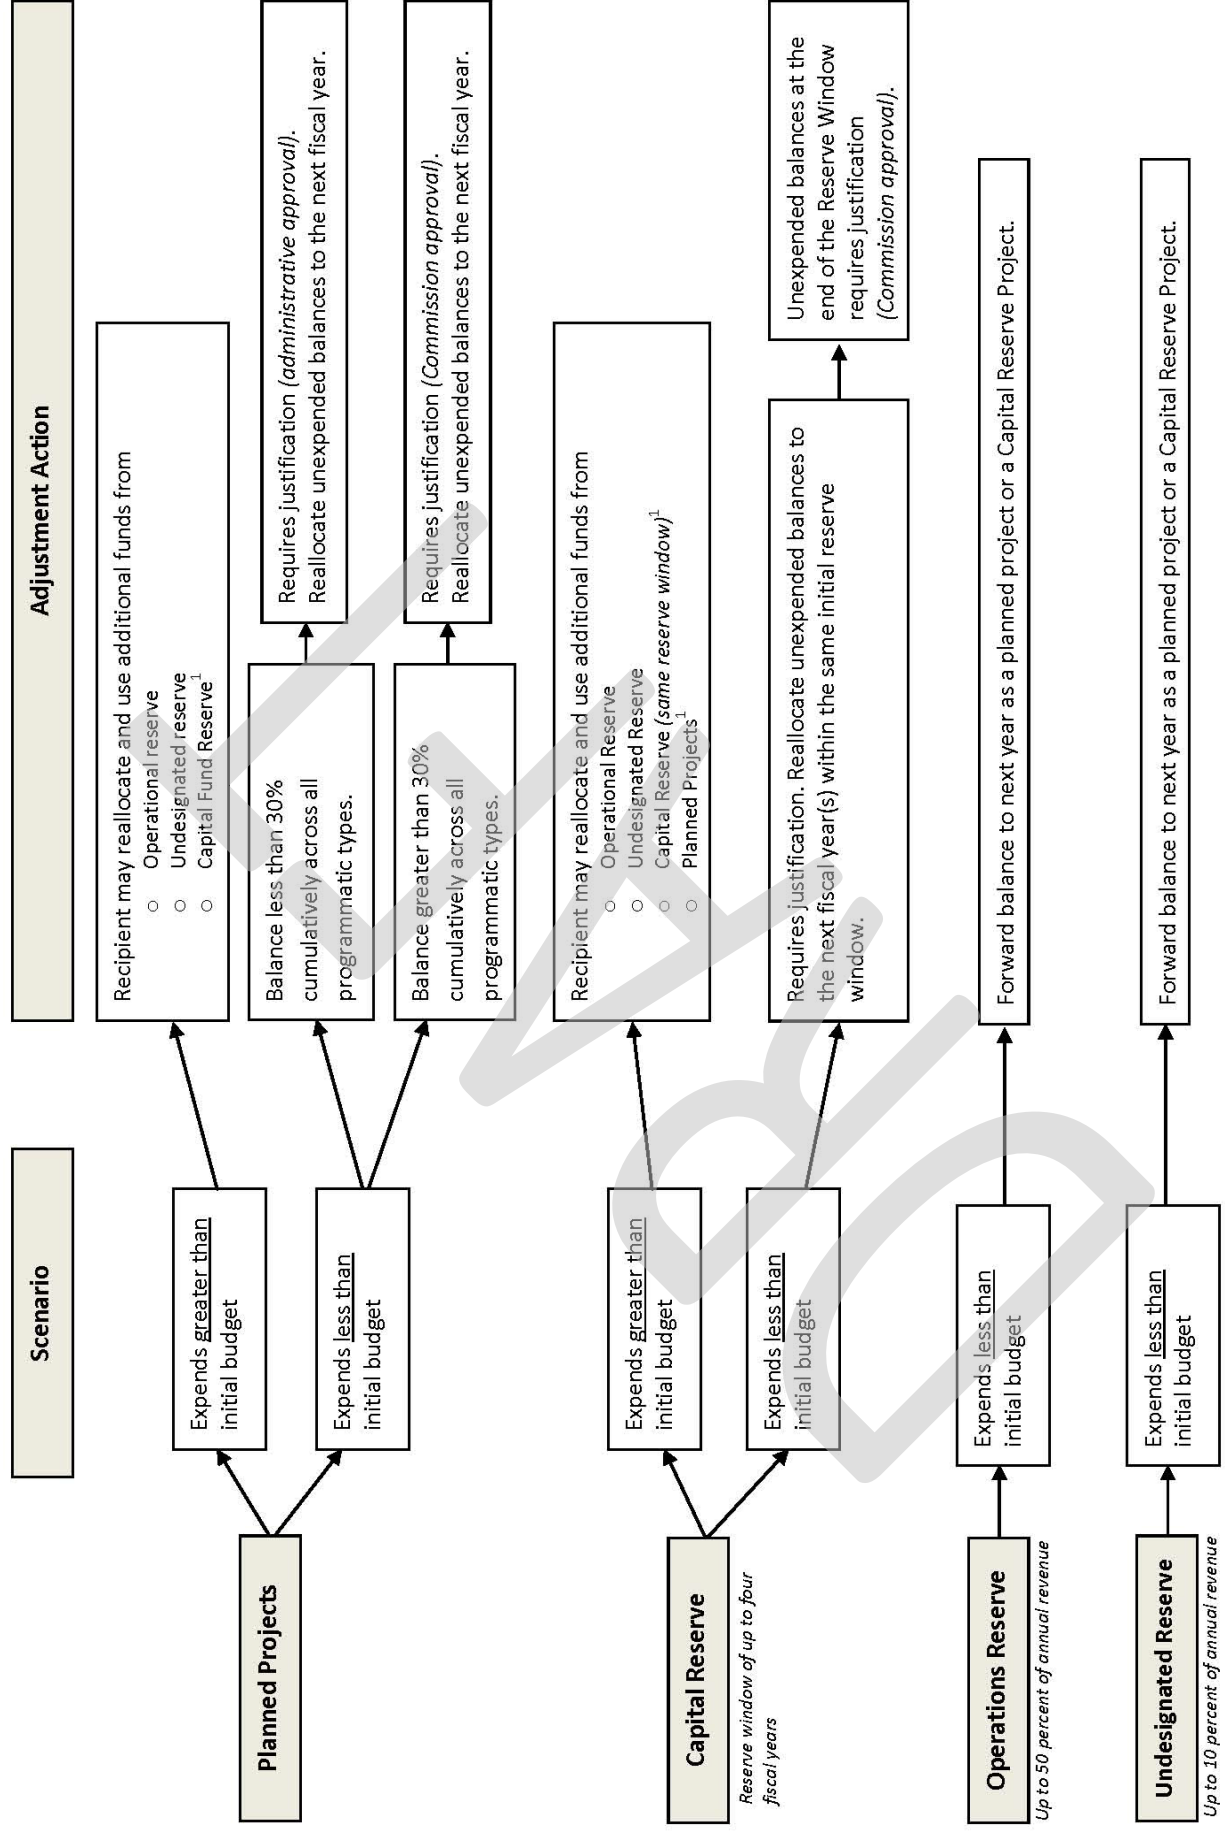 Scenario
Adjustment Action
Planned Projects
Expends greater than
initial budget
Recipient may reallocate and use additional funds from
○ Operational reserve
○ Undesignated reserve
○ Capital Fund Reserve1
Expends less than
initial budget
Balance less than 30%
cumulatively across all
programmatic types.
Requires justification (administrative approval).
Reallocate unexpended balances to the next fiscal year.
Balance greater than 30%
cumulatively across all
programmatic types.
Requires justification (Commission approval).
Reallocate unexpended balances to the next fiscal year.
Capital Reserve
Reserve window of up to four
fiscal years
Expends greater than
initial budget
Recipient may reallocate and use additional funds from
○ Operational Reserve
○ Undesignated Reserve
○ Capital Reserve (same reserve window)1
○ Planned Projects1
Expends less than
initial budget
Requires justification. Reallocate unexpended balances to
the next fiscal year(s) within the same initial reserve
window.
Unexpended balances at the
end of the Reserve Window
requires justification
(Commission approval).
Operations Reserve
Up to 50 percent of annual revenue
Expends less than
initial budget
Forward balance to next year as a planned project or a Capital Reserve Project.
Undesignated Reserve
Up to 10 percent of annual revenue
Expends less than
initial budget
Forward balance to next year as a planned project or a Capital Reserve Project.
DRAFT